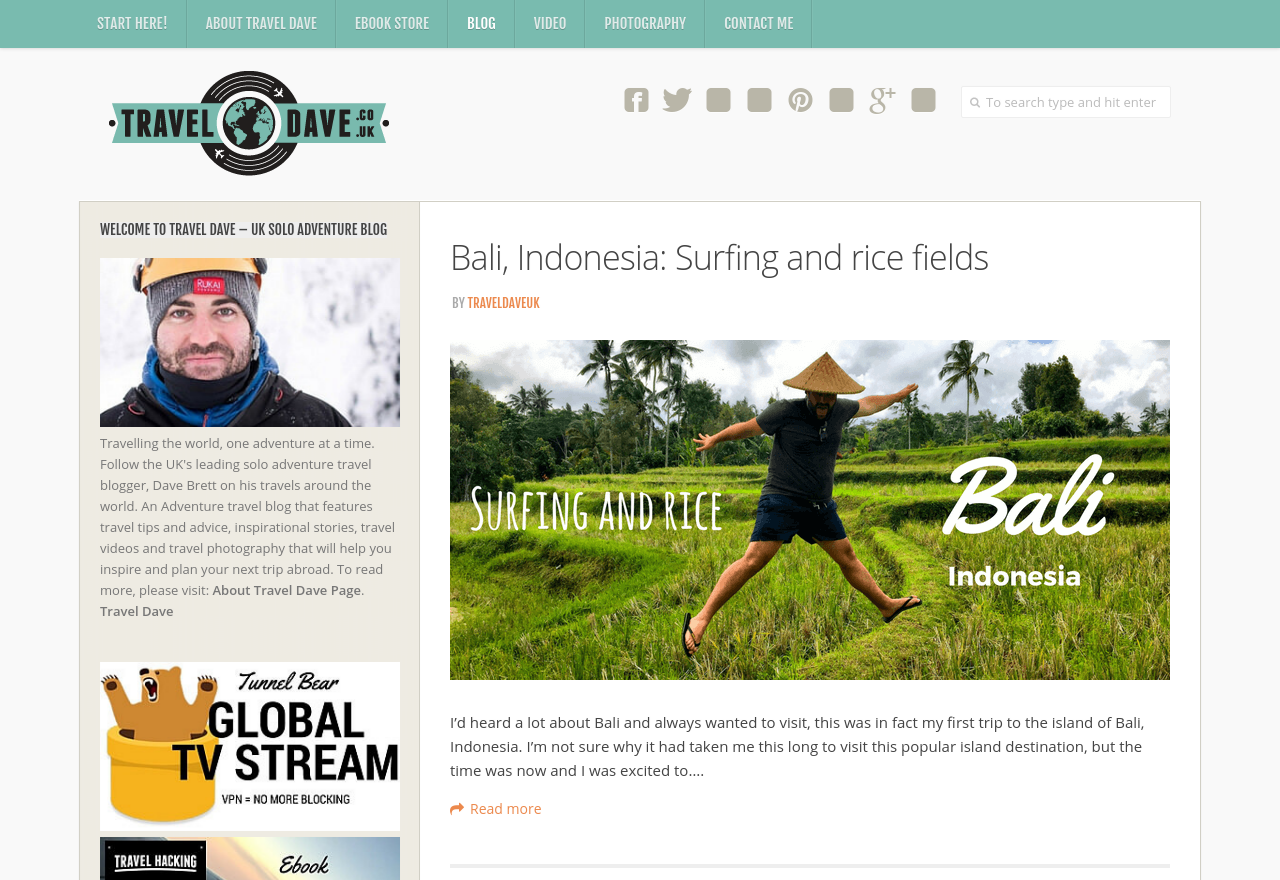 START HERE!
ABOUT TRAVEL DAVE
EBOOK STORE
BLOG
VIDEO
PHOTOGRAPHY
CONTACT ME
TRAVEL DAVE .CO .UK
To search type and hit enter
WELCOME TO TRAVEL DAVE – UK SOLO ADVENTURE BLOG
RUKA!
Travelling the world, one adventure at a time.
Follow the UK's leading solo adventure travel
blogger, Dave Brett on his travels around the
world. An Adventure travel blog that features
travel tips and advice, inspirational stories, travel
videos and travel photography that will help you
inspire and plan your next trip abroad. To read
more, please visit: About Travel Dave Page.
Travel Dave
Tunnel Bear
GLOBAL
TV STREAM
VPN = NO MORE BLOCKING
TRAVEL HACKING
Ebook
Bali, Indonesia: Surfing and rice fields
BY TRAVELDAVEUK
Surfing and rice
Bali
Indonesia
I’d heard a lot about Bali and always wanted to visit, this was in fact my first trip to the island of Bali,
Indonesia. I’m not sure why it had taken me this long to visit this popular island destination, but the
time was now and I was excited to....
Read more